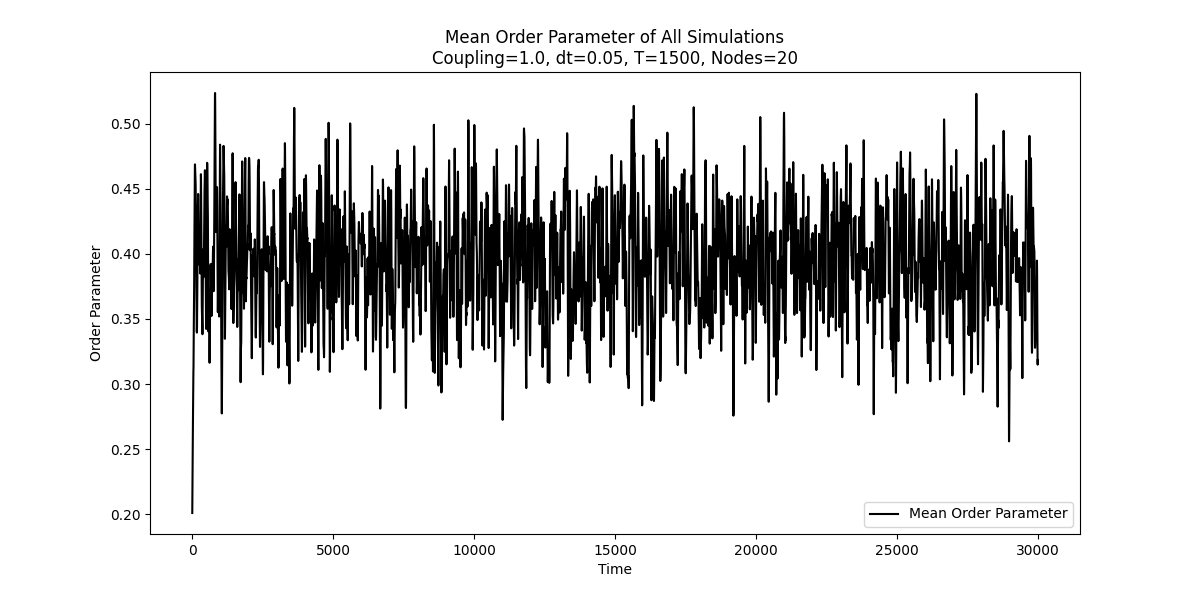 Mean Order Parameter of All Simulations
Coupling=1.0, dt=0.05, T=1500, Nodes=20
Order Parameter
0.50
0.45
0.40
0.35
0.30
0.25
0.20
Mean Order Parameter
0 5000 10000 15000 20000 25000 30000
Time